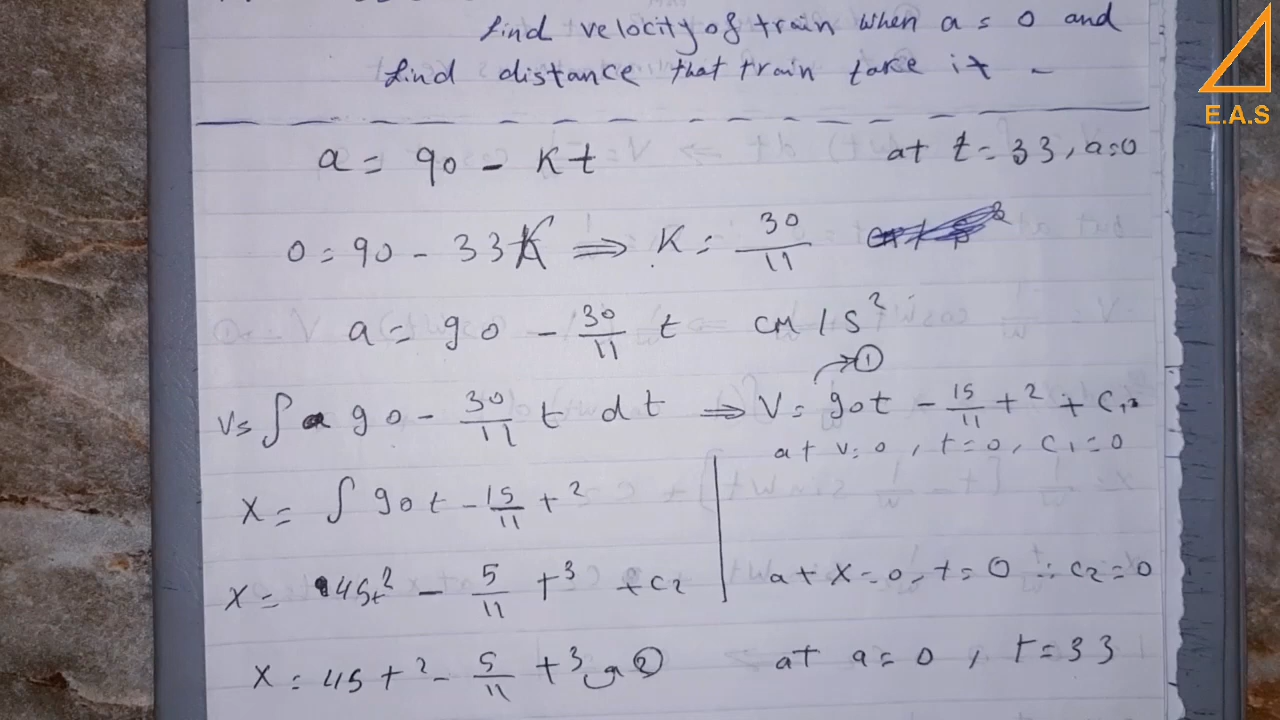 find velocity of train when a = 0 and
find distance that train take it -
E.A.S
a = 90 - Kt at t = 33, a=0
0 = 90 - 33K ⇒ K = 30/11
a = 90 - 30/11 t cm/s²
V= ∫ 90 - 30/11 t dt ⇒ V = 90t - 15/11 t² + C₁ → ①
at v=0, t=0, C₁=0
X = ∫ 90t - 15/11 t²
X = 45t² - 5/11 t³ + C₂ at X=0, t=0 ∴ C₂=0
X = 45t² - 5/11 t³ → ② at a=0, t=33